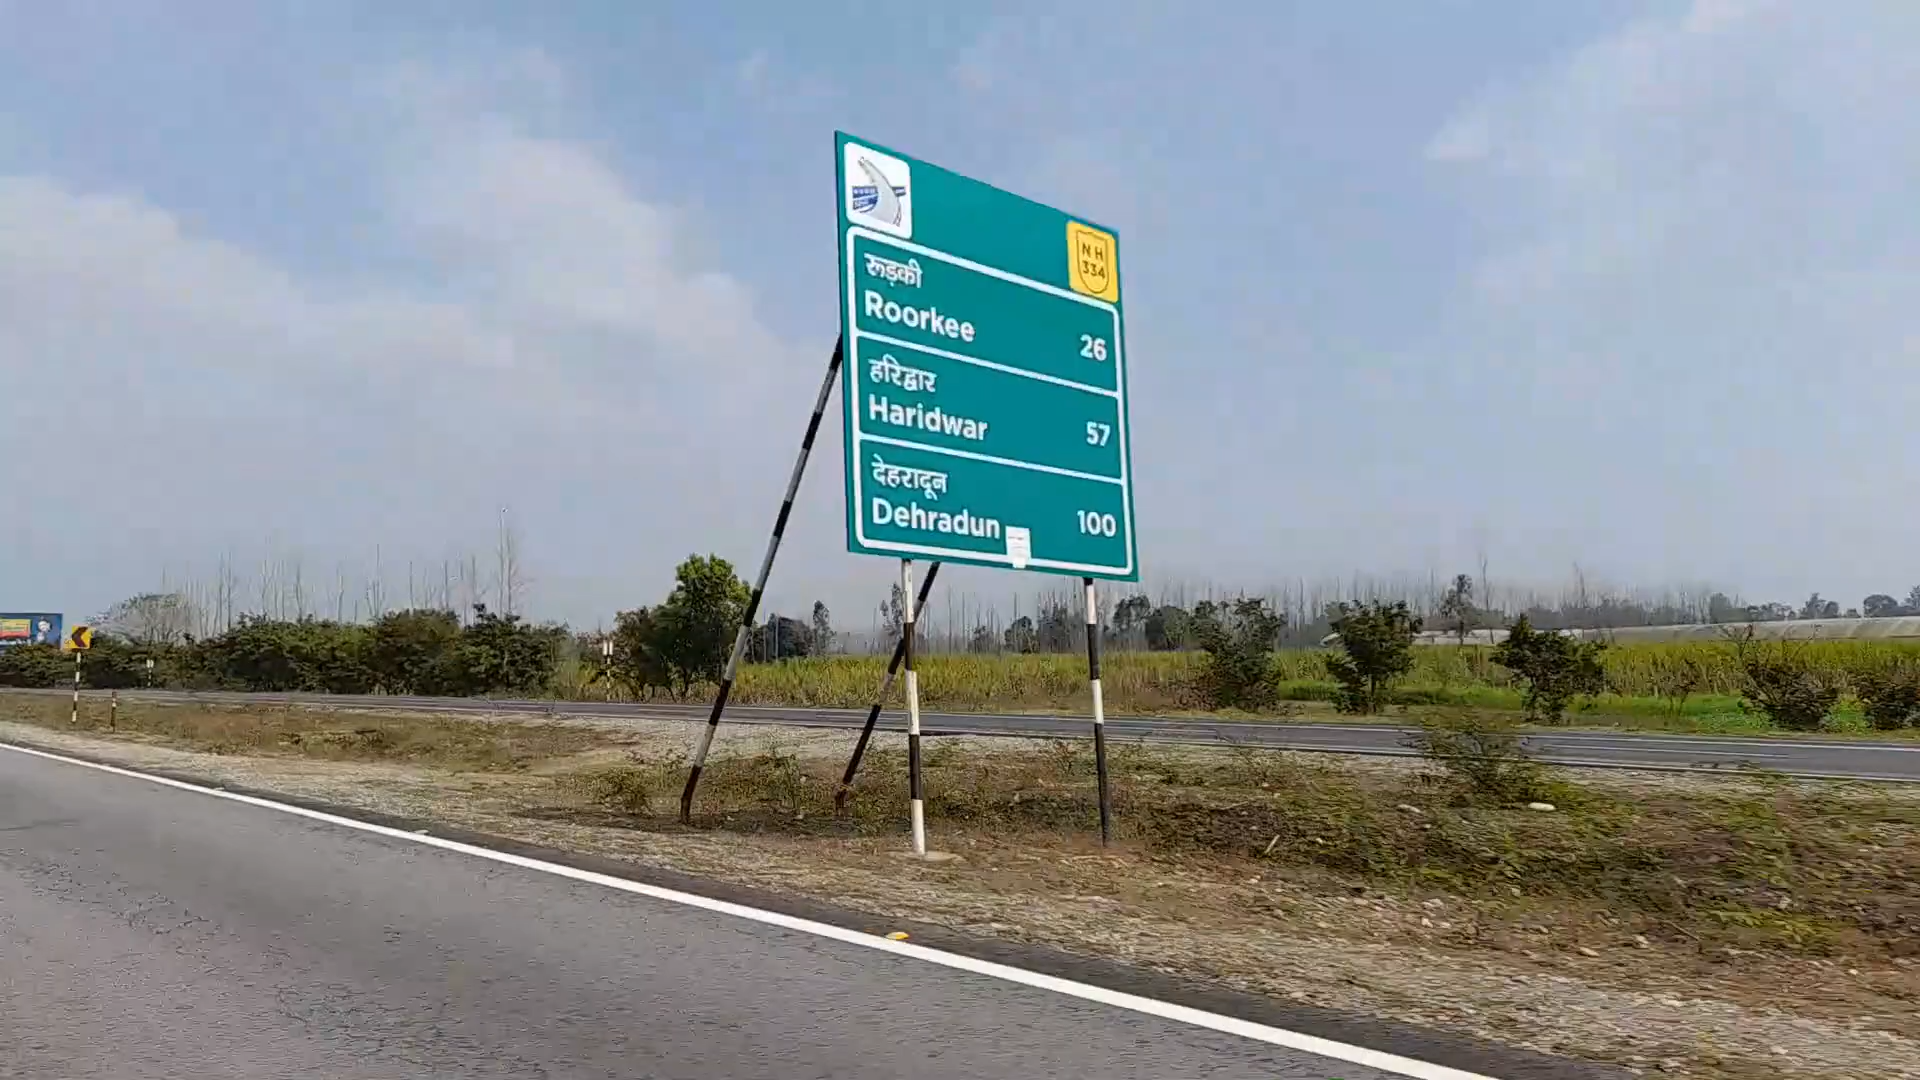 NH
334
रूड़की
Roorkee 26
हरिद्वार
Haridwar 57
देहरादून
Dehradun 100